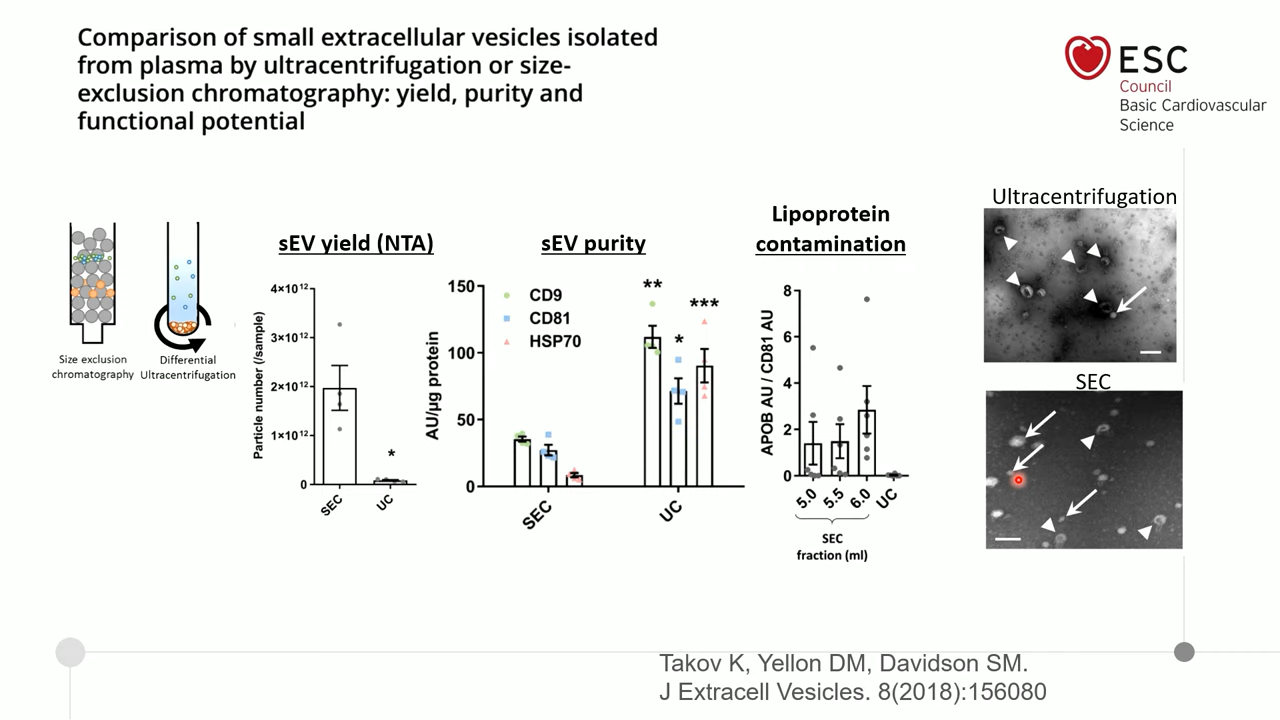 Comparison of small extracellular vesicles isolated
from plasma by ultracentrifugation or size-
exclusion chromatography: yield, purity and
functional potential
ESC
Council
Basic Cardiovascular
Science
Size exclusion
chromatography
Differential
Ultracentrifugation
sEV yield (NTA)
Particle number (/sample)
4×10¹²
3×10¹²
2×10¹²
1×10¹²
0
*
SEC
UC
sEV purity
AU/µg protein
150
100
50
0
CD9
CD81
HSP70
**
*
***
SEC
UC
Lipoprotein
contamination
APOB AU / CD81 AU
8
6
4
2
0
5.0
5.5
6.0
UC
SEC
fraction (ml)
Ultracentrifugation
SEC
Takov K, Yellon DM, Davidson SM.
J Extracell Vesicles. 8(2018):156080